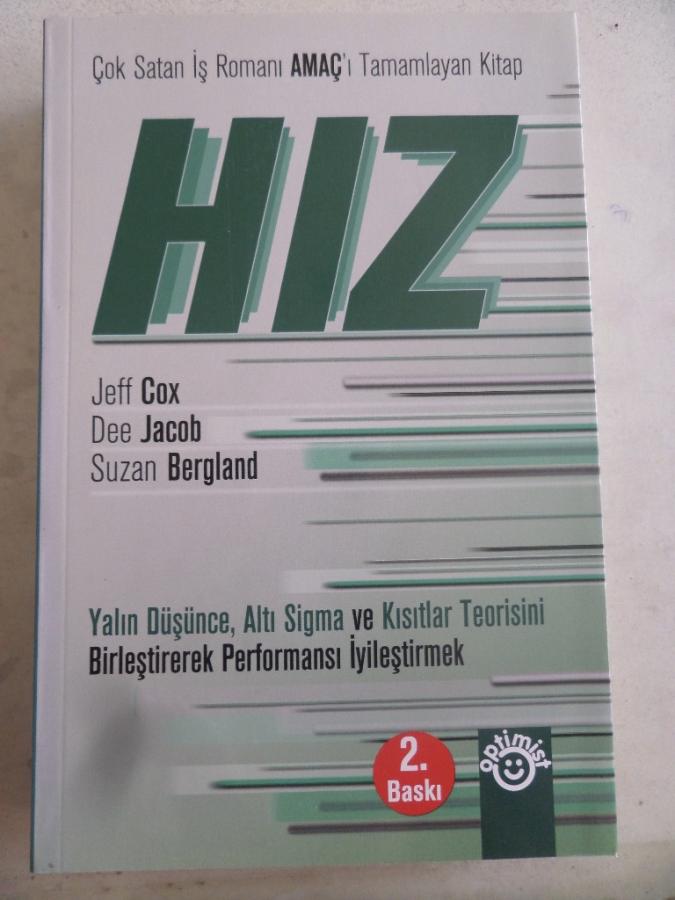 Çok Satan İş Romanı AMAÇ'ı Tamamlayan Kitap
HIZ
Jeff Cox
Dee Jacob
Suzan Bergland
Yalın Düşünce, Altı Sigma ve Kısıtlar Teorisini
Birleştirerek Performansı İyileştirmek
2.
Baskı
optimist